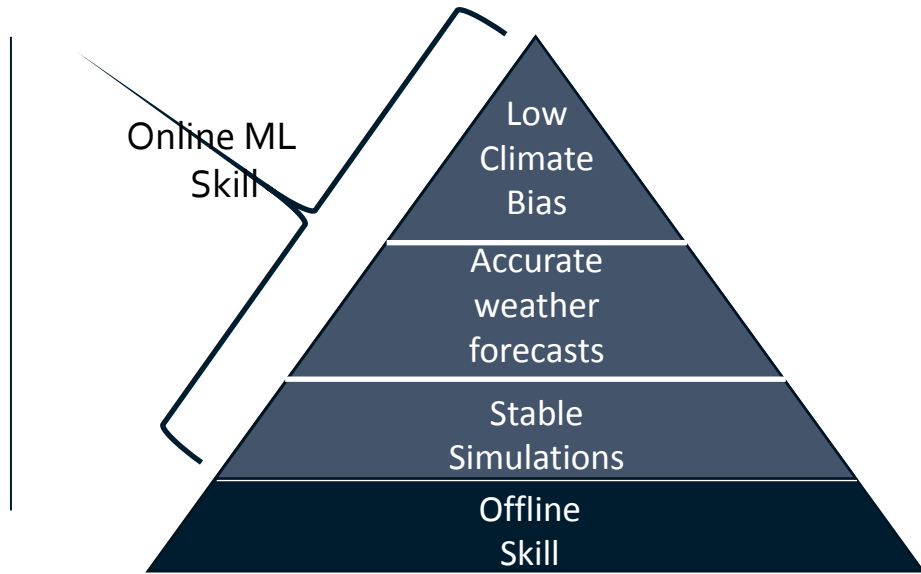 Online ML
Skill
Low
Climate
Bias
Accurate
weather
forecasts
Stable
Simulations
Offline
Skill